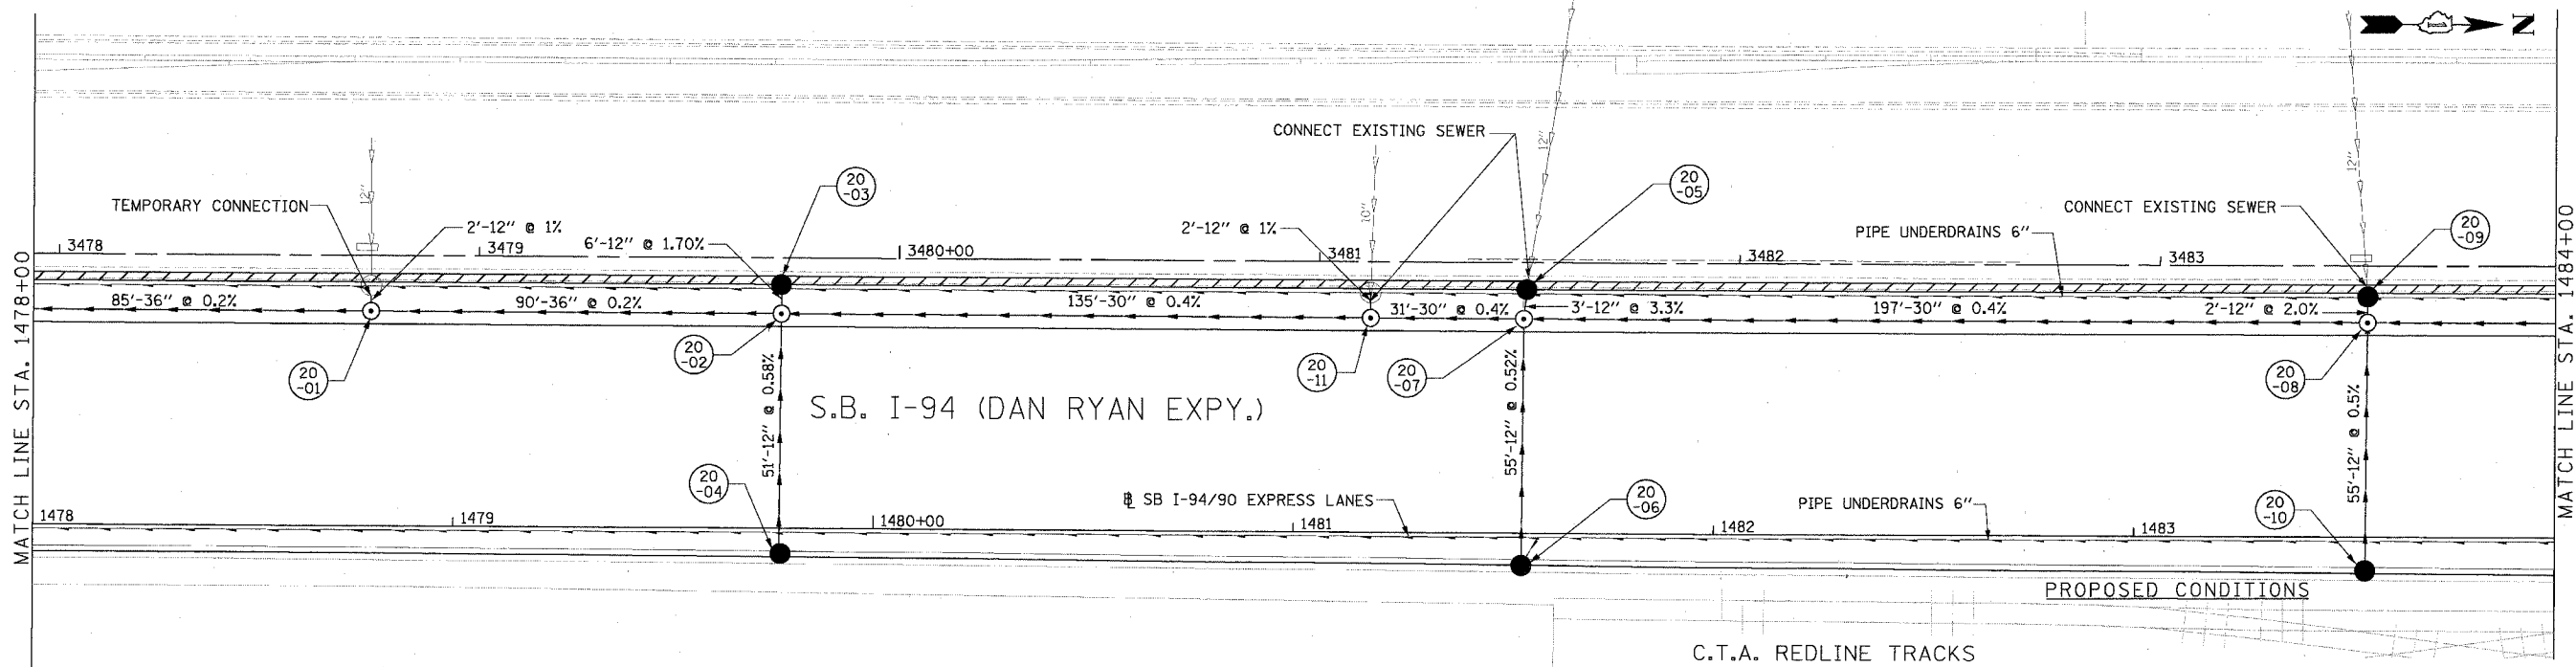 N
MATCH LINE STA. 1478+00
MATCH LINE STA. 1484+00
CONNECT EXISTING SEWER
12"
12"
12"
10"
20
-03
20
-05
20
-09
TEMPORARY CONNECTION
2'-12" @ 1%
6'-12" @ 1.70%
2'-12" @ 1%
PIPE UNDERDRAINS 6"
CONNECT EXISTING SEWER
3478
3479
3480+00
3481
3482
3483
85'-36" @ 0.2%
90'-36" @ 0.2%
135'-30" @ 0.4%
31'-30" @ 0.4%
3'-12" @ 3.3%
197'-30" @ 0.4%
2'-12" @ 2.0%
20
-01
20
-02
20
-11
20
-07
20
-08
51'-12" @ 0.58%
55'-12" @ 0.52%
55'-12" @ 0.5%
S.B. I-94 (DAN RYAN EXPY.)
20
-04
20
-06
20
-10
℄ SB I-94/90 EXPRESS LANES
PIPE UNDERDRAINS 6"
1478
1479
1480+00
1481
1482
1483
PROPOSED CONDITIONS
C.T.A. REDLINE TRACKS